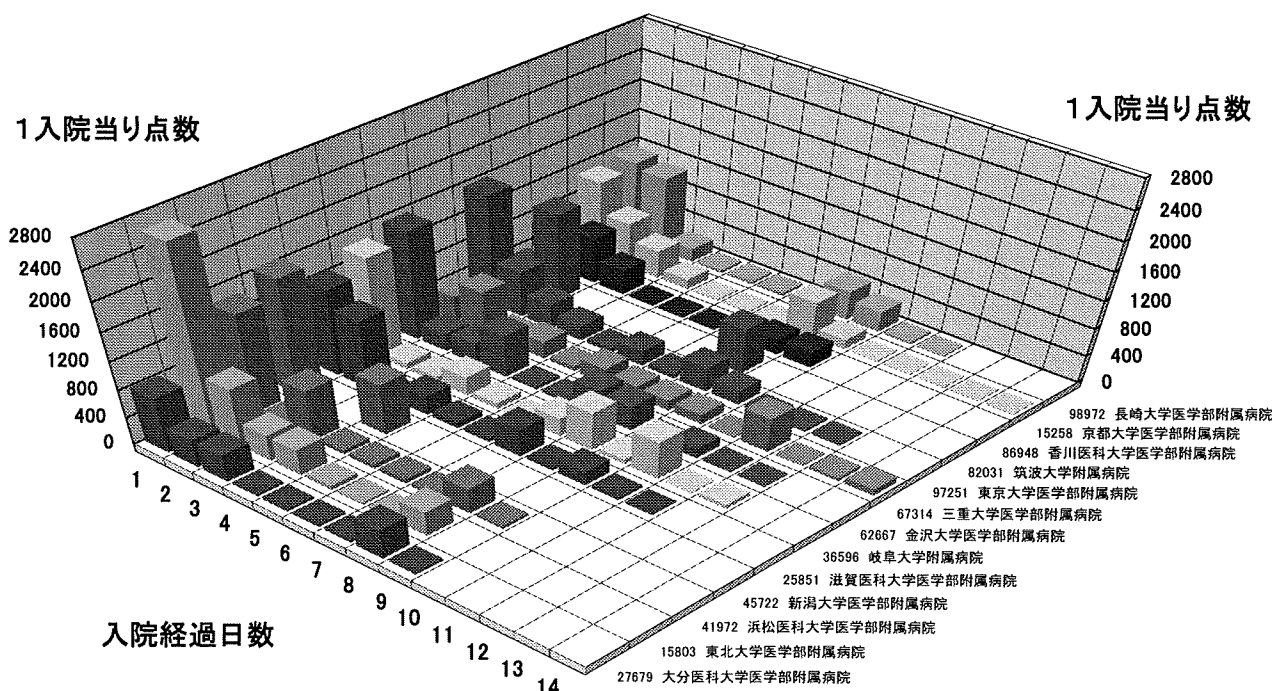 1入院当り点数
1入院当り点数
2800
2400
2000
1600
1200
800
400
0
2800
2400
2000
1600
1200
800
400
0
1
2
3
4
5
6
7
8
9
10
11
12
13
14
入院経過日数
98972 長崎大学医学部附属病院
15258 京都大学医学部附属病院
86948 香川医科大学医学部附属病院
82031 筑波大学附属病院
97251 東京大学医学部附属病院
67314 三重大学医学部附属病院
62667 金沢大学医学部附属病院
36596 岐阜大学附属病院
25851 滋賀医科大学医学部附属病院
45722 新潟大学医学部附属病院
41972 浜松医科大学医学部附属病院
15803 東北大学医学部附属病院
27679 大分医科大学医学部附属病院